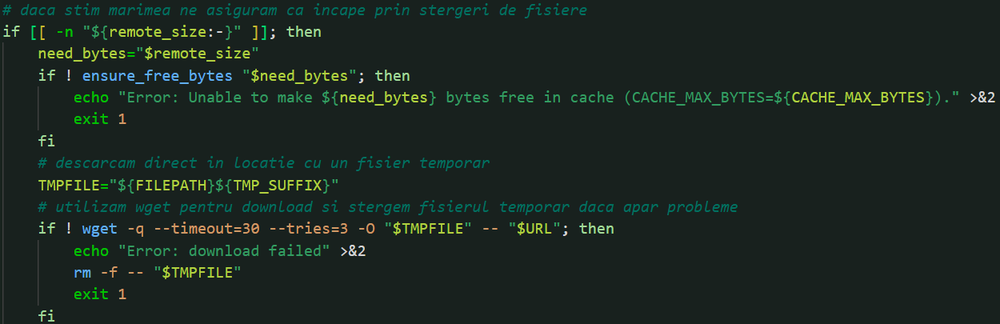 # daca stim marimea ne asiguram ca incape prin stergeri de fisiere
if [[ -n "${remote_size:-}" ]]; then
need_bytes="$remote_size"
if ! ensure_free_bytes "$need_bytes"; then
echo "Error: Unable to make ${need_bytes} bytes free in cache (CACHE_MAX_BYTES=${CACHE_MAX_BYTES})." >&2
exit 1
fi
# descarcam direct in locatie cu un fisier temporar
TMPFILE="${FILEPATH}${TMP_SUFFIX}"
# utilizam wget pentru download si stergem fisierul temporar daca apar probleme
if ! wget -q --timeout=30 --tries=3 -O "$TMPFILE" -- "$URL"; then
echo "Error: download failed" >&2
rm -f -- "$TMPFILE"
exit 1
fi